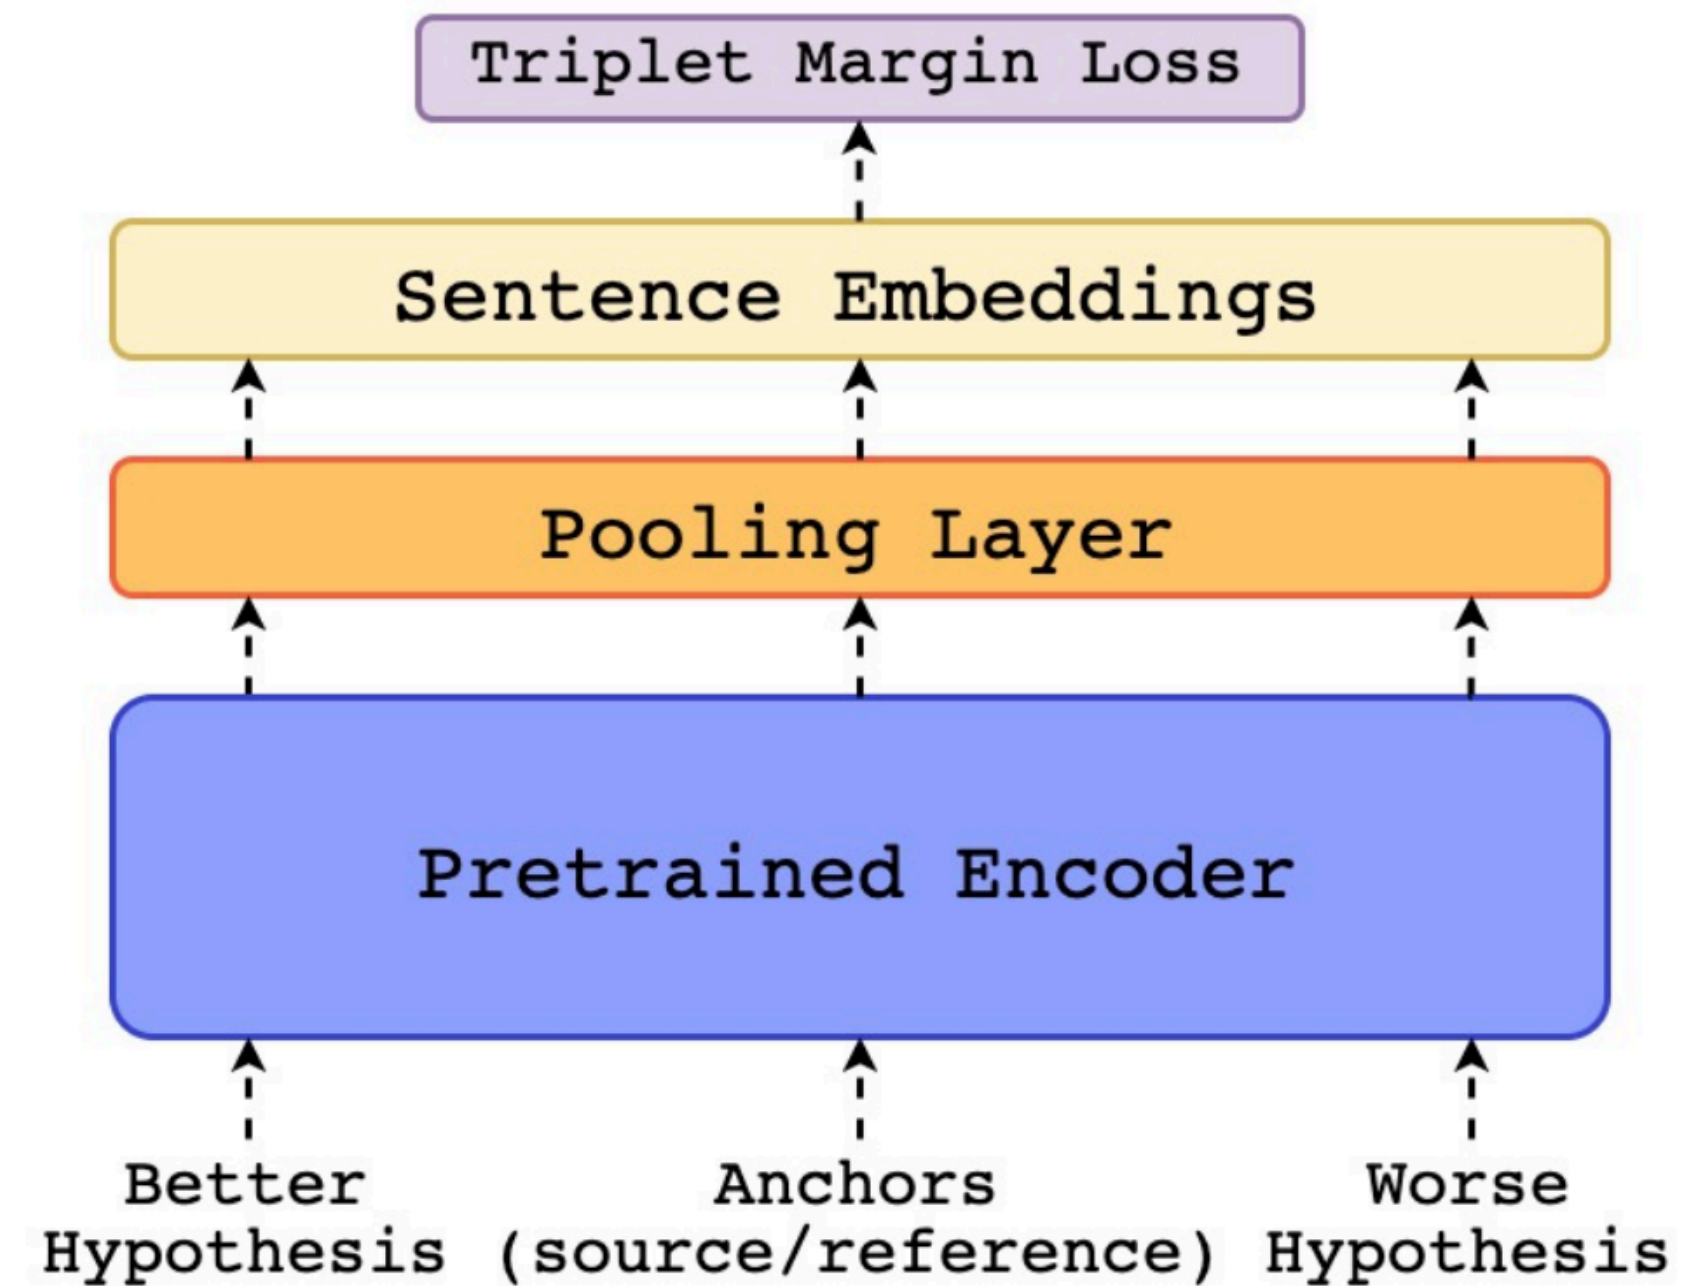 Triplet Margin Loss
Sentence Embeddings
Pooling Layer
Pretrained Encoder
Better
Hypothesis
Anchors
(source/reference)
Worse
Hypothesis